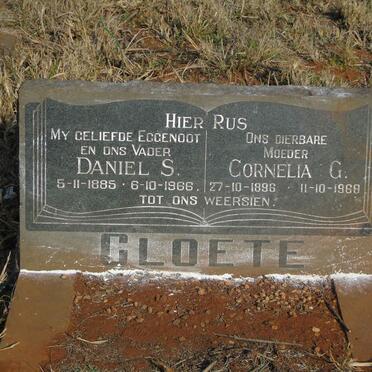 HIER RUS
MY GELIEFDE EGGENOOT
EN ONS VADER
DANIEL S.
5-11-1885 - 6-10-1966
ONS DIERBARE
MOEDER
CORNELIA G.
27-10-1896 - 11-10-1968
TOT ONS WEERSIEN.
CLOETE